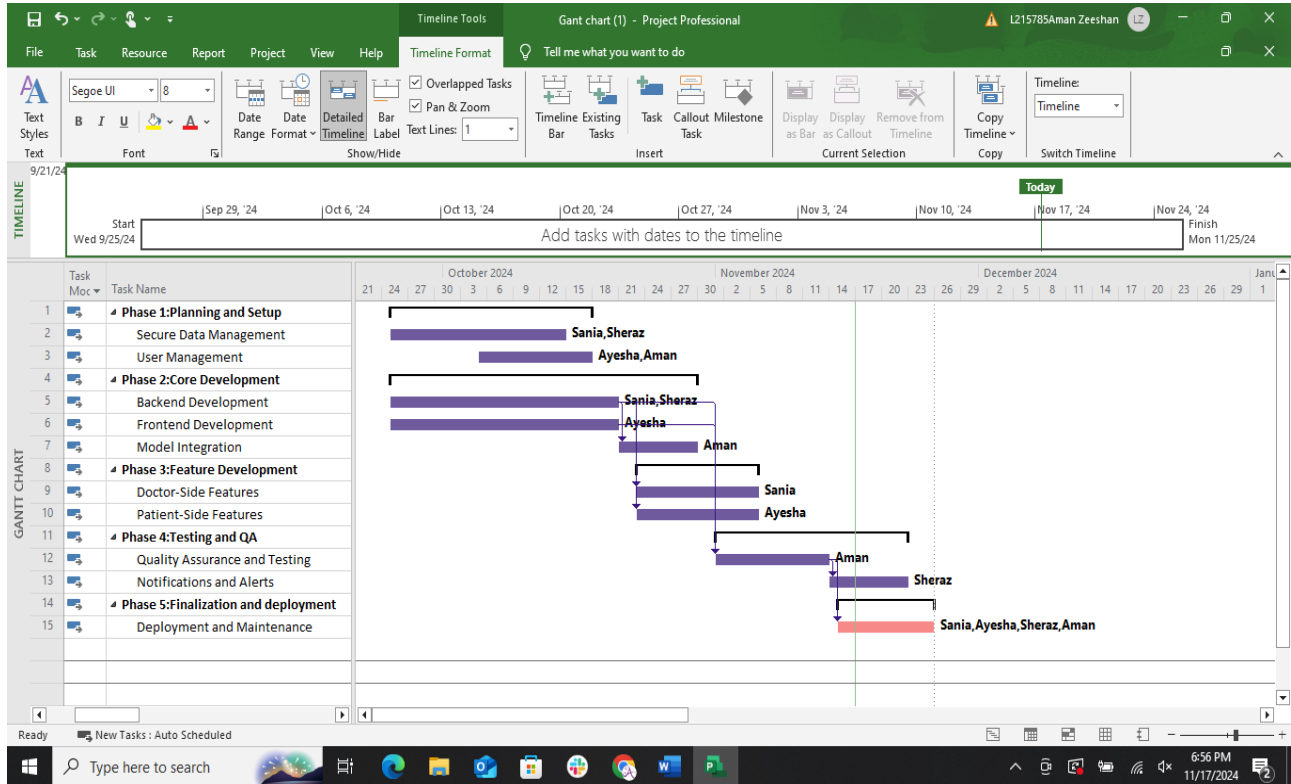 Timeline Tools
Gant chart (1) - Project Professional
L215785Aman Zeeshan
LZ
File Task Resource Report Project View Help Timeline Format Tell me what you want to do
Segoe UI 8
Overlapped Tasks
Pan & Zoom
Text Lines: 1
B I U A
A
Text Styles
Date Range
Date Format
Detailed Timeline
Bar Label
Timeline Bar
Existing Tasks
Task
Callout Task
Milestone
Display as Bar
Display as Callout
Remove from Timeline
Copy Timeline
Timeline:
Timeline
Text Font Show/Hide Insert Current Selection Copy Switch Timeline
TIMELINE
9/21/24
Today
Sep 29, '24 Oct 6, '24 Oct 13, '24 Oct 20, '24 Oct 27, '24 Nov 3, '24 Nov 10, '24 Nov 17, '24 Nov 24, '24
Start
Wed 9/25/24
Add tasks with dates to the timeline
Finish
Mon 11/25/24
GANTT CHART
Task Moc Task Name
October 2024 November 2024 December 2024 Janu
21 24 27 30 3 6 9 12 15 18 21 24 27 30 2 5 8 11 14 17 20 23 26 29 2 5 8 11 14 17 20 23 26 29 1
1 Phase 1:Planning and Setup
2 Secure Data Management Sania,Sheraz
3 User Management Ayesha,Aman
4 Phase 2:Core Development
5 Backend Development Sania,Sheraz
6 Frontend Development Ayesha
7 Model Integration Aman
8 Phase 3:Feature Development
9 Doctor-Side Features Sania
10 Patient-Side Features Ayesha
11 Phase 4:Testing and QA
12 Quality Assurance and Testing Aman
13 Notifications and Alerts Sheraz
14 Phase 5:Finalization and deployment
15 Deployment and Maintenance Sania,Ayesha,Sheraz,Aman
Ready New Tasks : Auto Scheduled
Type here to search
6:56 PM
11/17/2024
2